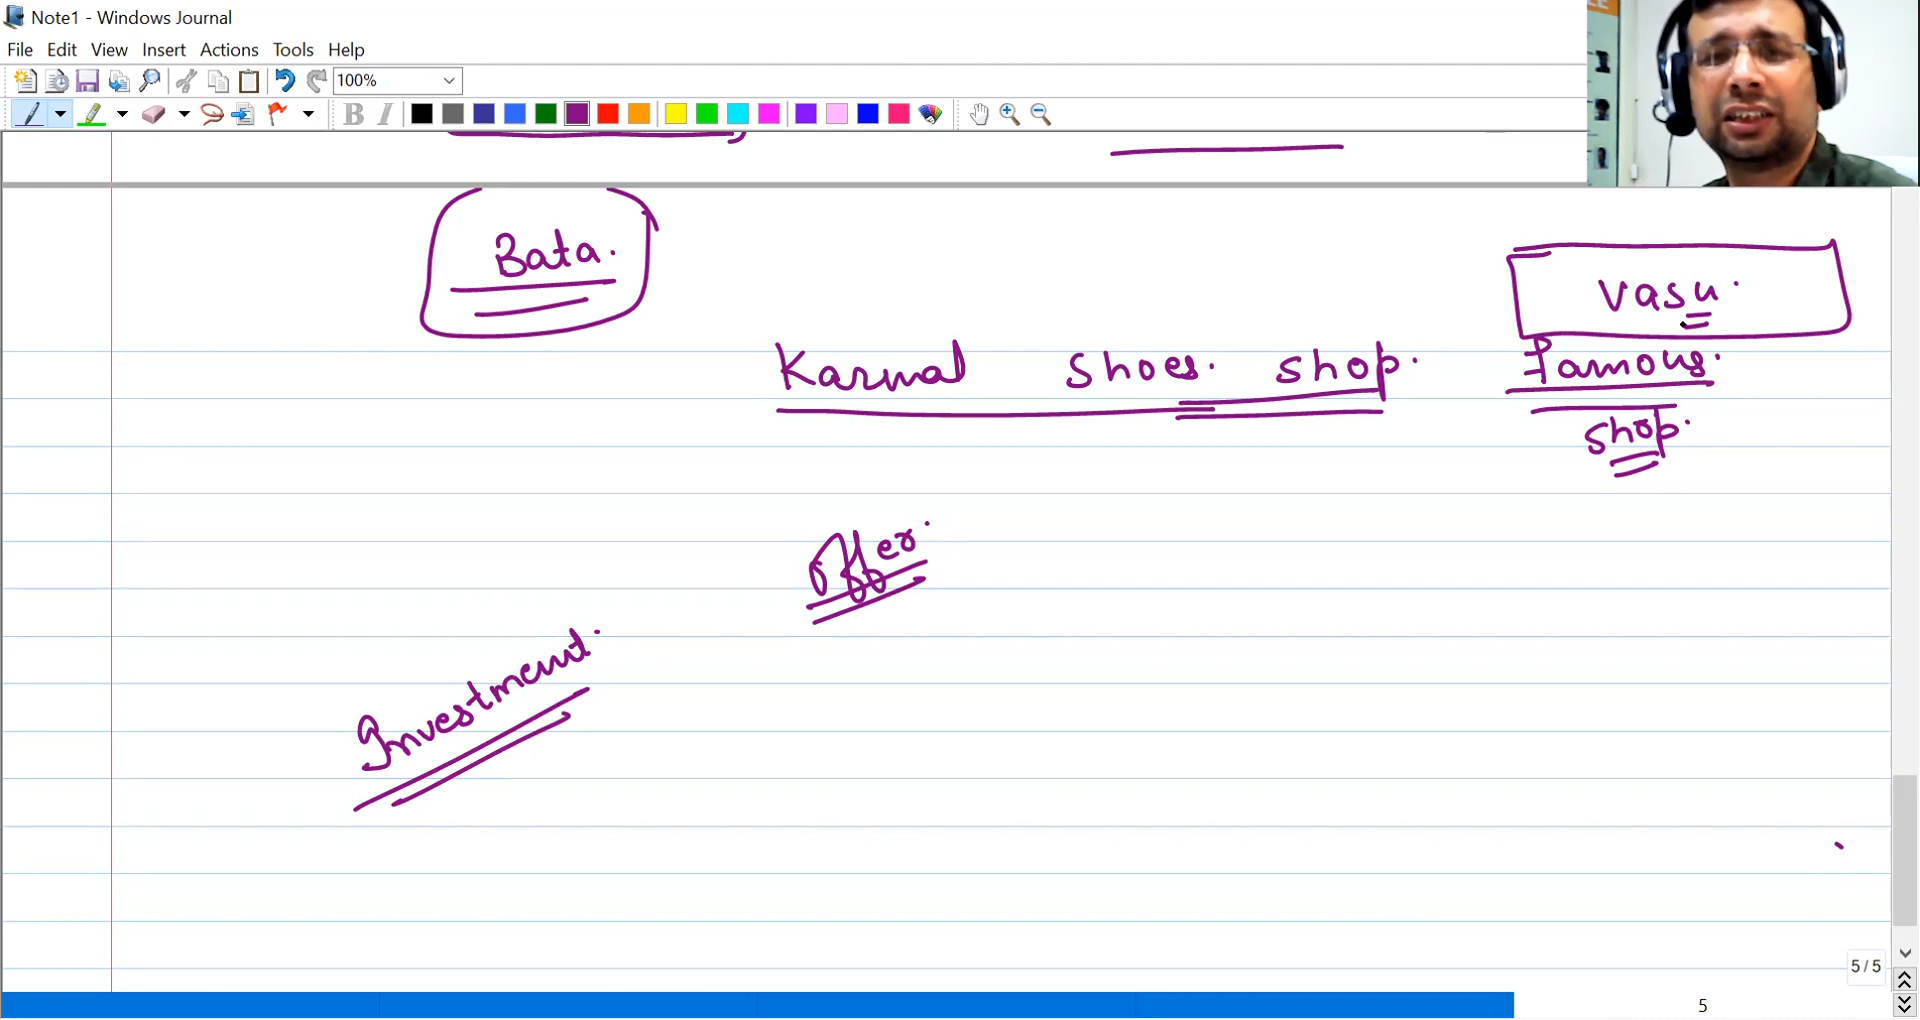 Note1 - Windows Journal
File Edit View Insert Actions Tools Help
100%
B I
Bata.
Vasu.
Karnal Shoes. Shop. Famous.
Shop.
Offer.
Investment.
5 / 5
5